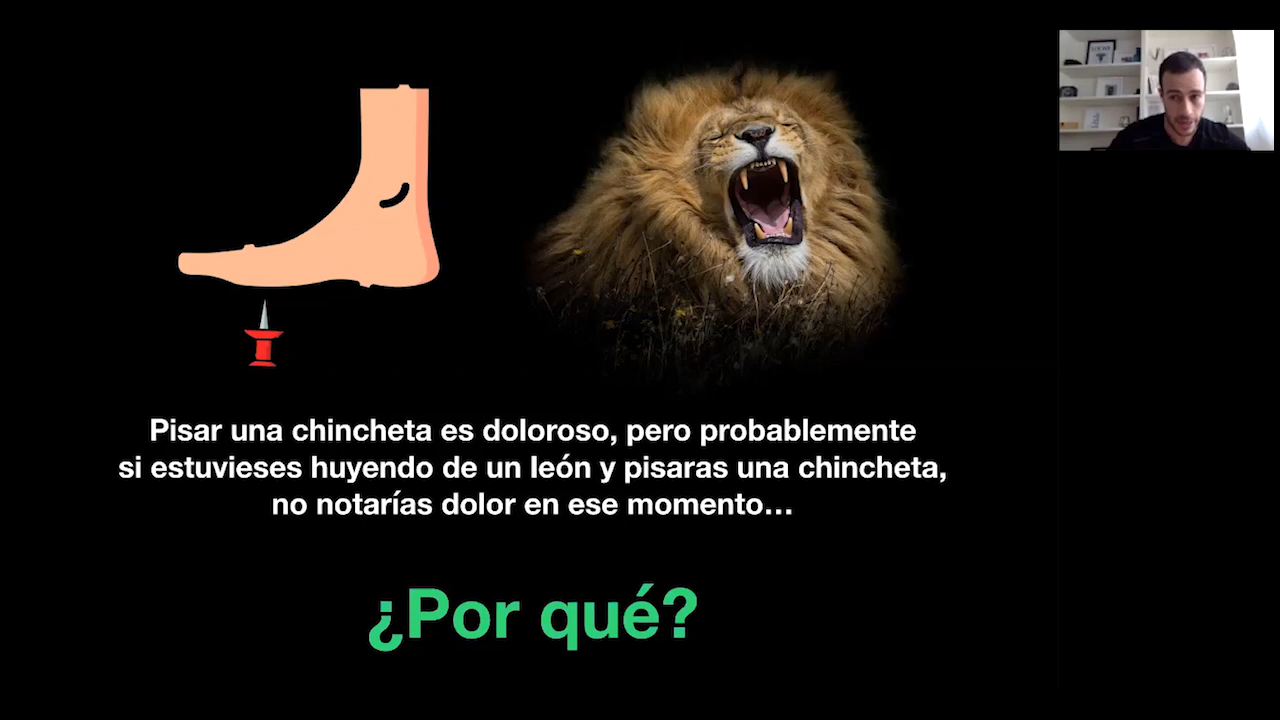 Pisar una chincheta es doloroso, pero probablemente
si estuvieses huyendo de un león y pisaras una chincheta,
no notarías dolor en ese momento…
¿Por qué?